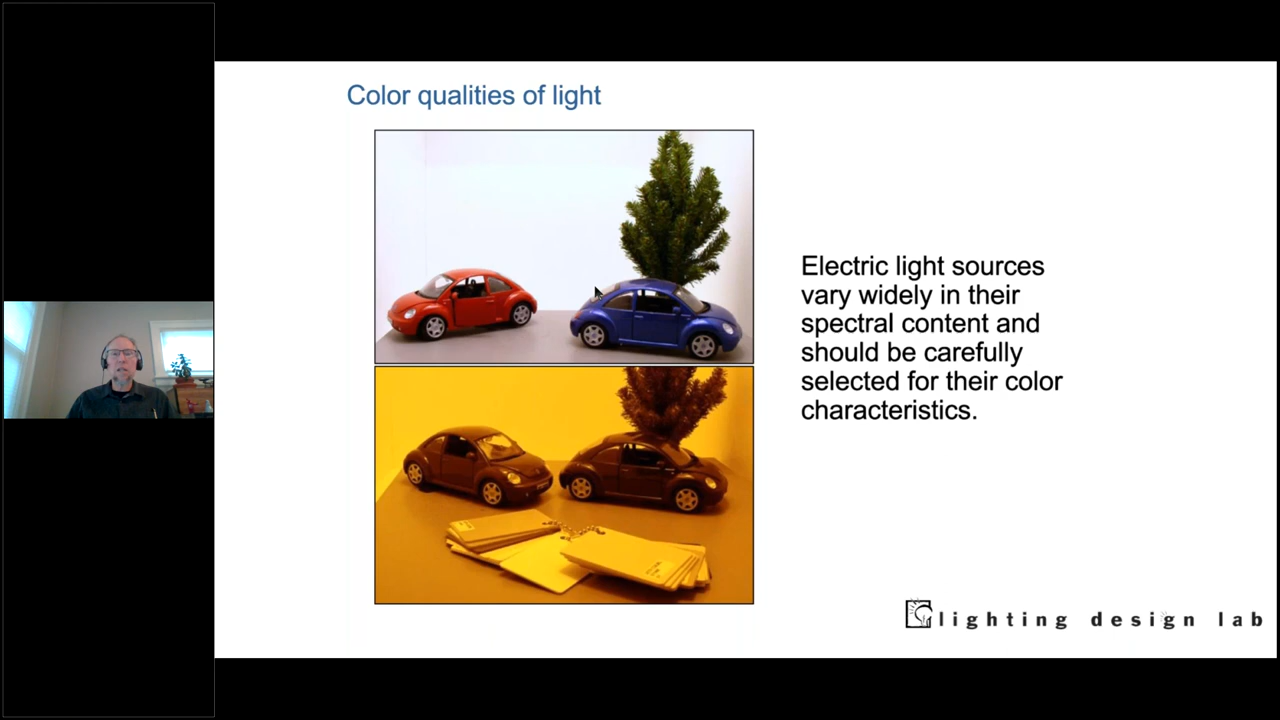 Color qualities of light
Electric light sources
vary widely in their
spectral content and
should be carefully
selected for their color
characteristics.
lighting design lab